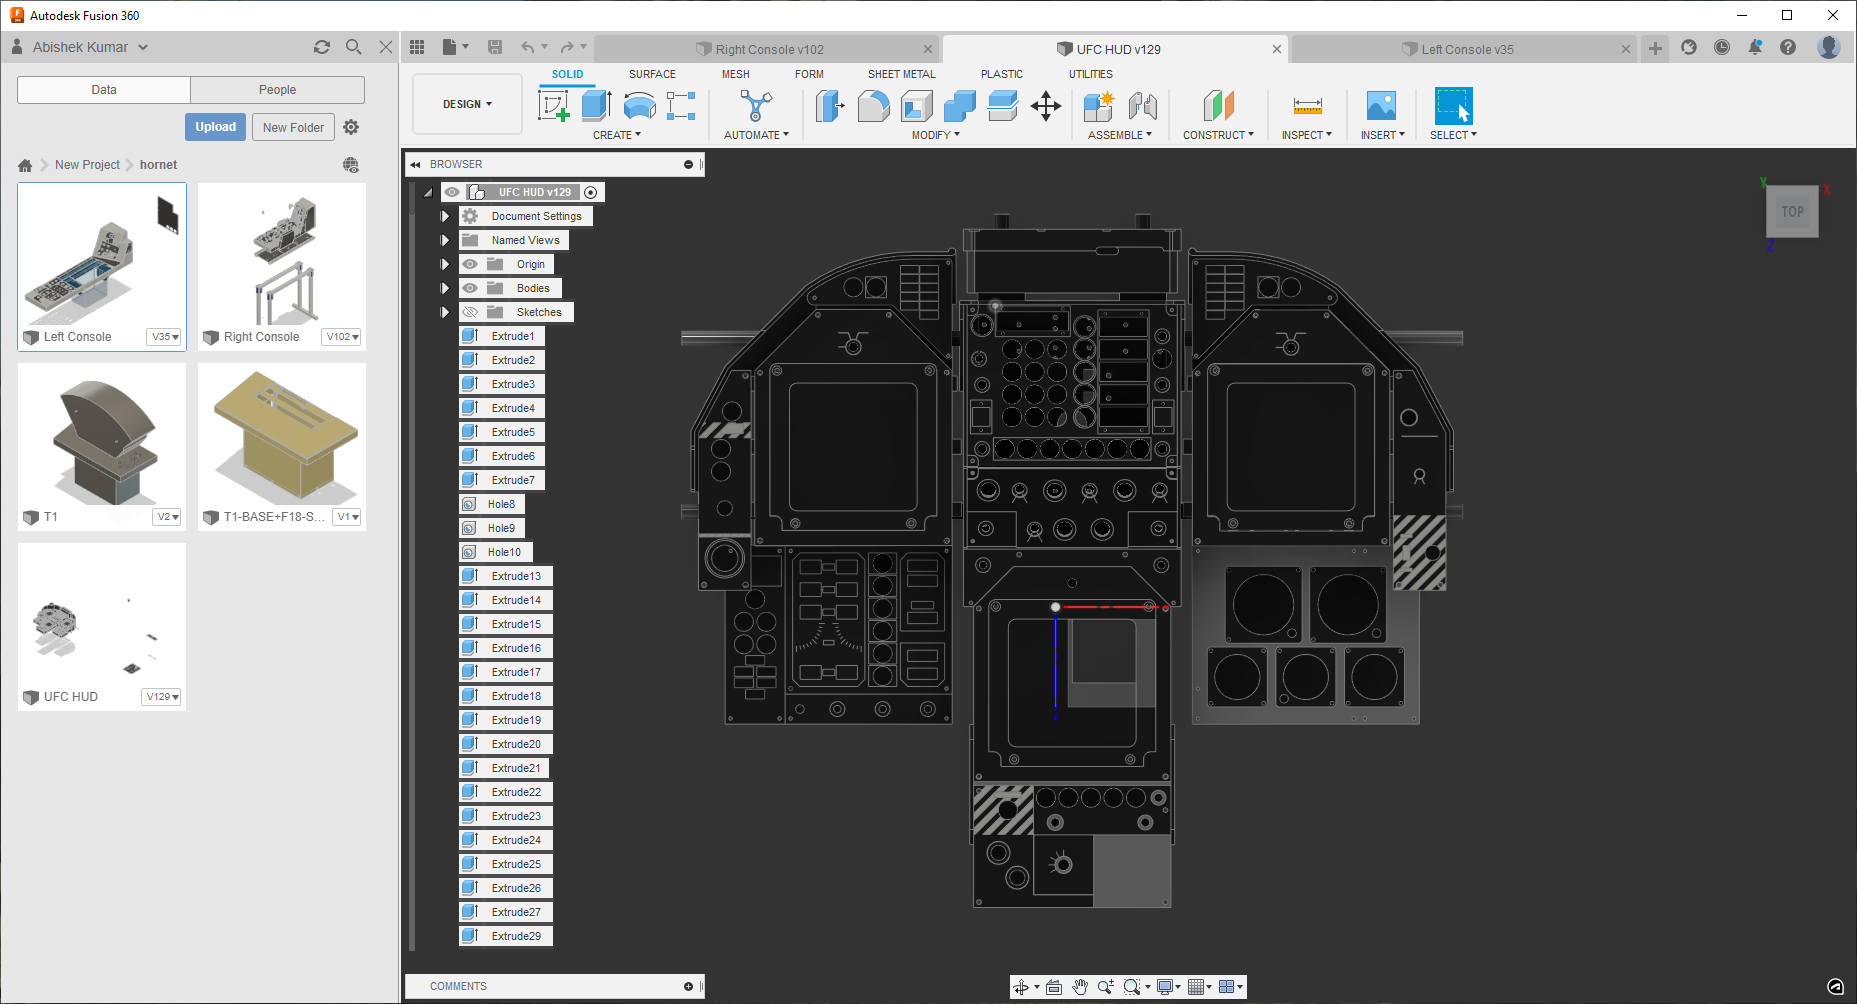 Autodesk Fusion 360
Abishek Kumar
Right Console v102
UFC HUD v129
Left Console v35
Data
People
Upload
New Folder
New Project
hornet
Left Console
V35
Right Console
V102
T1
V2
T1-BASE+F18-S...
V1
UFC HUD
V129
DESIGN
SOLID
SURFACE
MESH
FORM
SHEET METAL
PLASTIC
UTILITIES
CREATE
AUTOMATE
MODIFY
ASSEMBLE
CONSTRUCT
INSPECT
INSERT
SELECT
BROWSER
UFC HUD v129
Document Settings
Named Views
Origin
Bodies
Sketches
Extrude1
Extrude2
Extrude3
Extrude4
Extrude5
Extrude6
Extrude7
Hole8
Hole9
Hole10
Extrude13
Extrude14
Extrude15
Extrude16
Extrude17
Extrude18
Extrude19
Extrude20
Extrude21
Extrude22
Extrude23
Extrude24
Extrude25
Extrude26
Extrude27
Extrude29
Y
X
TOP
Z
COMMENTS